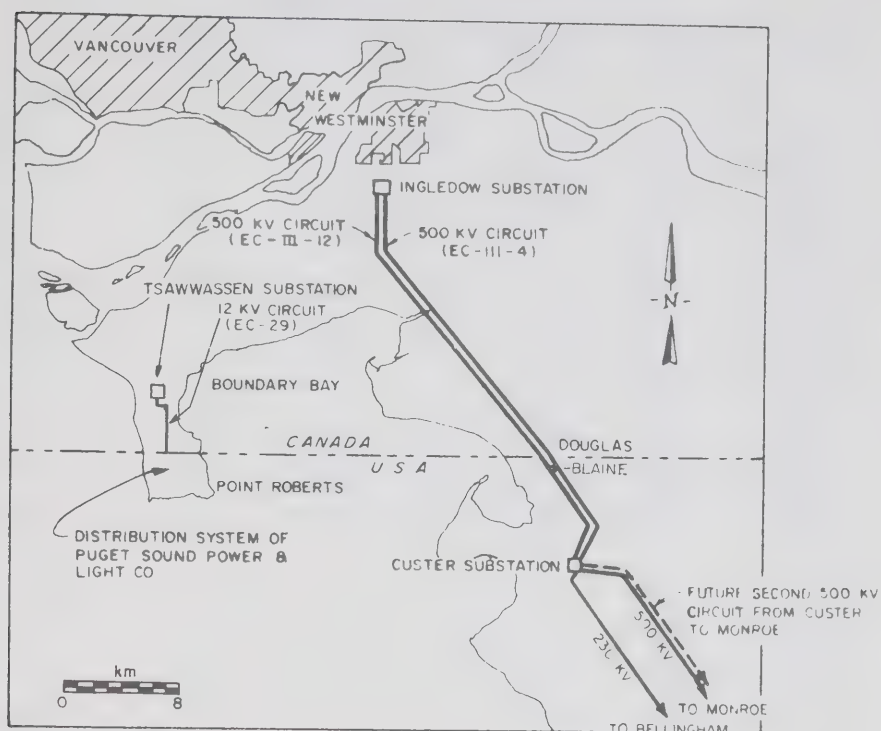 VANCOUVER
NEW
WESTMINSTER
INGLEDOW SUBSTATION
500 KV CIRCUIT
(EC-III-12)
500 KV CIRCUIT
(EC-III-4)
-N-
TSAWWASSEN SUBSTATION
12 KV CIRCUIT
(EC-29)
BOUNDARY BAY
CANADA
USA
DOUGLAS
-BLAINE
POINT ROBERTS
DISTRIBUTION SYSTEM OF
PUGET SOUND POWER &
LIGHT CO
CUSTER SUBSTATION
FUTURE SECOND 500 KV
CIRCUIT FROM CUSTER
TO MONROE
500 KV
230 KV
km
0 8
TO MONROE
TO BELLINGHAM